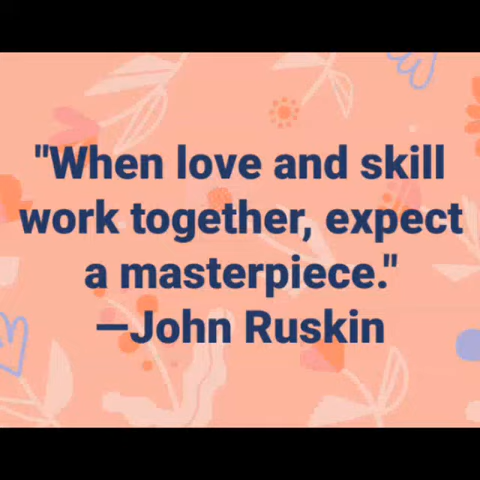 "When love and skill
work together, expect
a masterpiece."
—John Ruskin